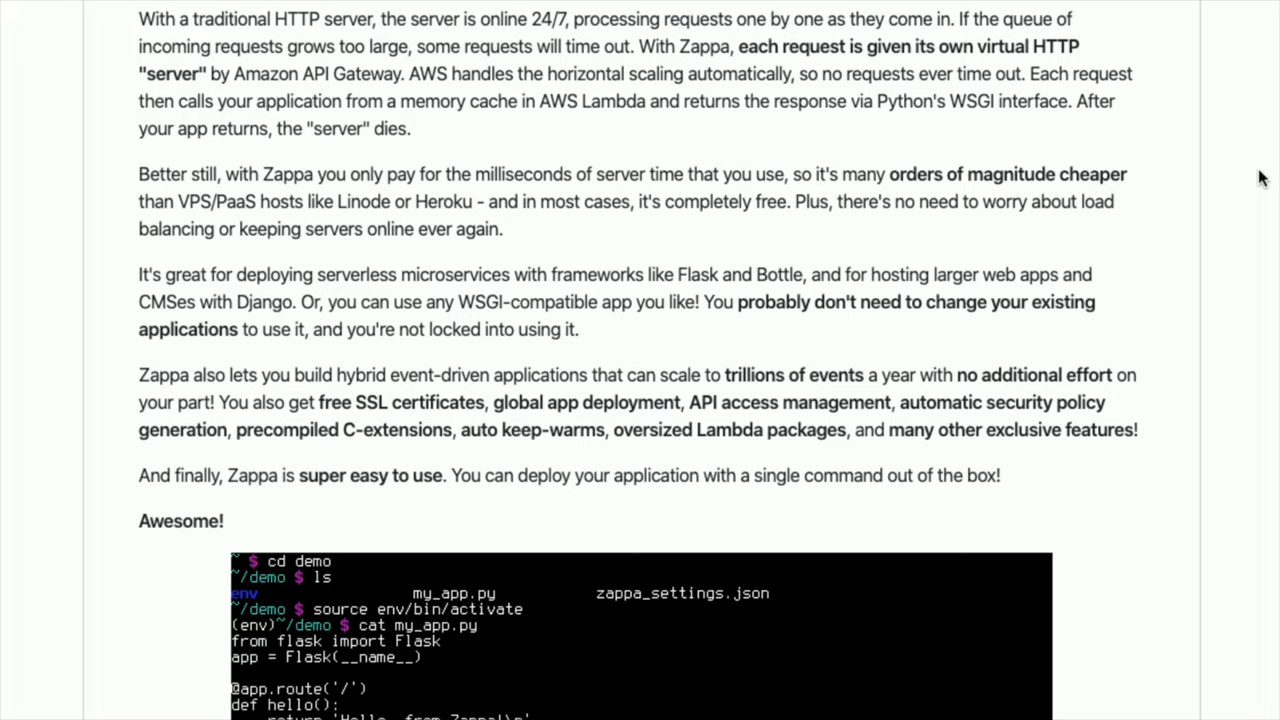 With a traditional HTTP server, the server is online 24/7, processing requests one by one as they come in. If the queue of
incoming requests grows too large, some requests will time out. With Zappa, each request is given its own virtual HTTP
"server" by Amazon API Gateway. AWS handles the horizontal scaling automatically, so no requests ever time out. Each request
then calls your application from a memory cache in AWS Lambda and returns the response via Python's WSGI interface. After
your app returns, the "server" dies.
Better still, with Zappa you only pay for the milliseconds of server time that you use, so it's many orders of magnitude cheaper
than VPS/PaaS hosts like Linode or Heroku - and in most cases, it's completely free. Plus, there's no need to worry about load
balancing or keeping servers online ever again.
It's great for deploying serverless microservices with frameworks like Flask and Bottle, and for hosting larger web apps and
CMSes with Django. Or, you can use any WSGI-compatible app you like! You probably don't need to change your existing
applications to use it, and you're not locked into using it.
Zappa also lets you build hybrid event-driven applications that can scale to trillions of events a year with no additional effort on
your part! You also get free SSL certificates, global app deployment, API access management, automatic security policy
generation, precompiled C-extensions, auto keep-warms, oversized Lambda packages, and many other exclusive features!
And finally, Zappa is super easy to use. You can deploy your application with a single command out of the box!
Awesome!
~ $ cd demo
~/demo $ ls
env my_app.py zappa_settings.json
~/demo $ source env/bin/activate
(env)~/demo $ cat my_app.py
from flask import Flask
app = Flask(__name__)
@app.route('/')
def hello():
return 'Hello, from Zappa!\n'